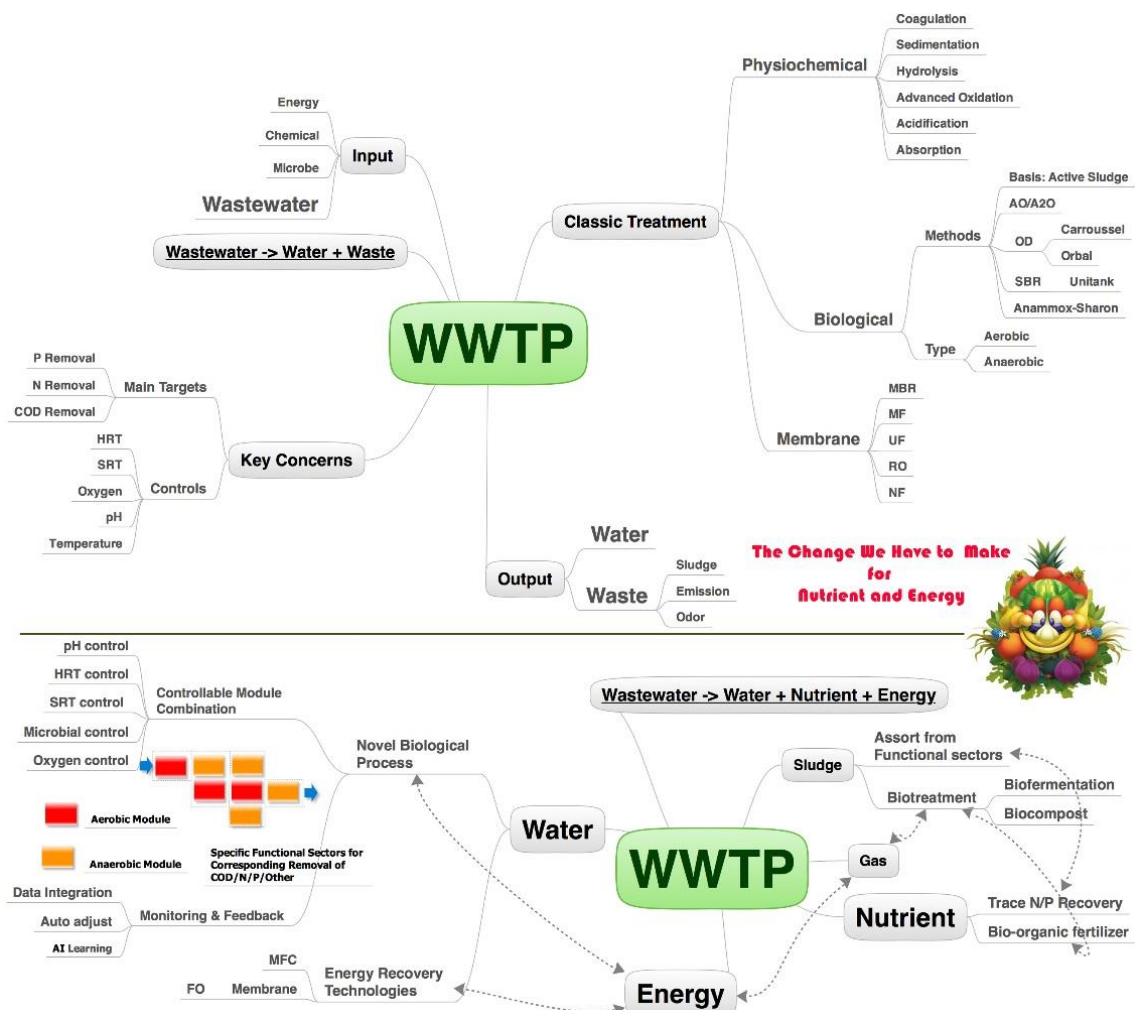 Energy
Chemical
Microbe
Wastewater
Input
Wastewater -> Water + Waste
WWTP
Classic Treatment
Physiochemical
Coagulation
Sedimentation
Hydrolysis
Advanced Oxidation
Acidification
Absorption
Biological
Methods
Basis: Active Sludge
AO/A2O
OD
Carroussel
Orbal
SBR
Unitank
Anammox-Sharon
Type
Aerobic
Anaerobic
Membrane
MBR
MF
UF
RO
NF
Key Concerns
Main Targets
P Removal
N Removal
COD Removal
Controls
HRT
SRT
Oxygen
pH
Temperature
Output
Water
Waste
Sludge
Emission
Odor
The Change We Have to Make
for
Nutrient and Energy
Wastewater -> Water + Nutrient + Energy
WWTP
Water
Novel Biological
Process
Controllable Module
Combination
pH control
HRT control
SRT control
Microbial control
Oxygen control
Aerobic Module
Anaerobic Module
Specific Functional Sectors for
Corresponding Removal of
COD/N/P/Other
Monitoring & Feedback
Data Integration
Auto adjust
AI Learning
Energy Recovery
Technologies
MFC
Membrane
FO
Sludge
Assort from
Functional sectors
Biotreatment
Biofermentation
Biocompost
Gas
Nutrient
Trace N/P Recovery
Bio-organic fertilizer
Energy